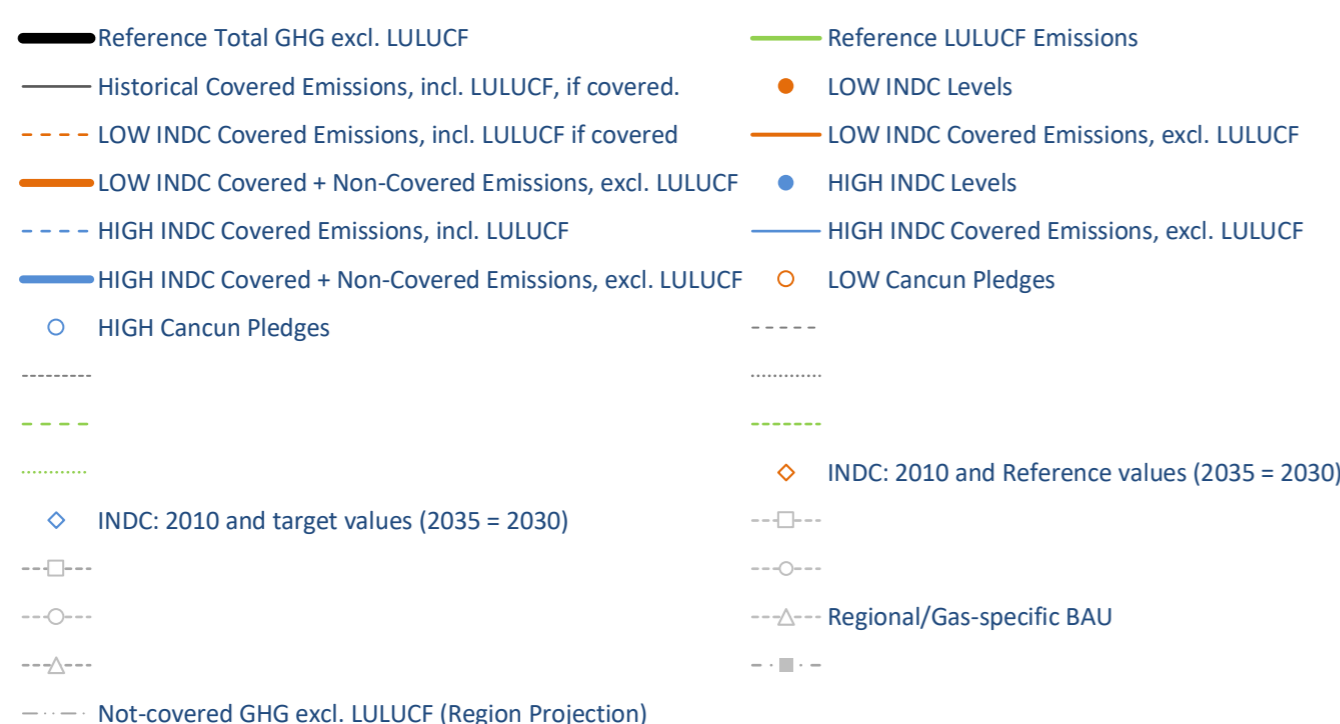 Reference Total GHG excl. LULUCF
Reference LULUCF Emissions
Historical Covered Emissions, incl. LULUCF, if covered.
LOW INDC Levels
LOW INDC Covered Emissions, incl. LULUCF if covered
LOW INDC Covered Emissions, excl. LULUCF
LOW INDC Covered + Non-Covered Emissions, excl. LULUCF
HIGH INDC Levels
HIGH INDC Covered Emissions, incl. LULUCF
HIGH INDC Covered Emissions, excl. LULUCF
HIGH INDC Covered + Non-Covered Emissions, excl. LULUCF
LOW Cancun Pledges
HIGH Cancun Pledges
INDC: 2010 and Reference values (2035 = 2030)
INDC: 2010 and target values (2035 = 2030)
Regional/Gas-specific BAU
Not-covered GHG excl. LULUCF (Region Projection)